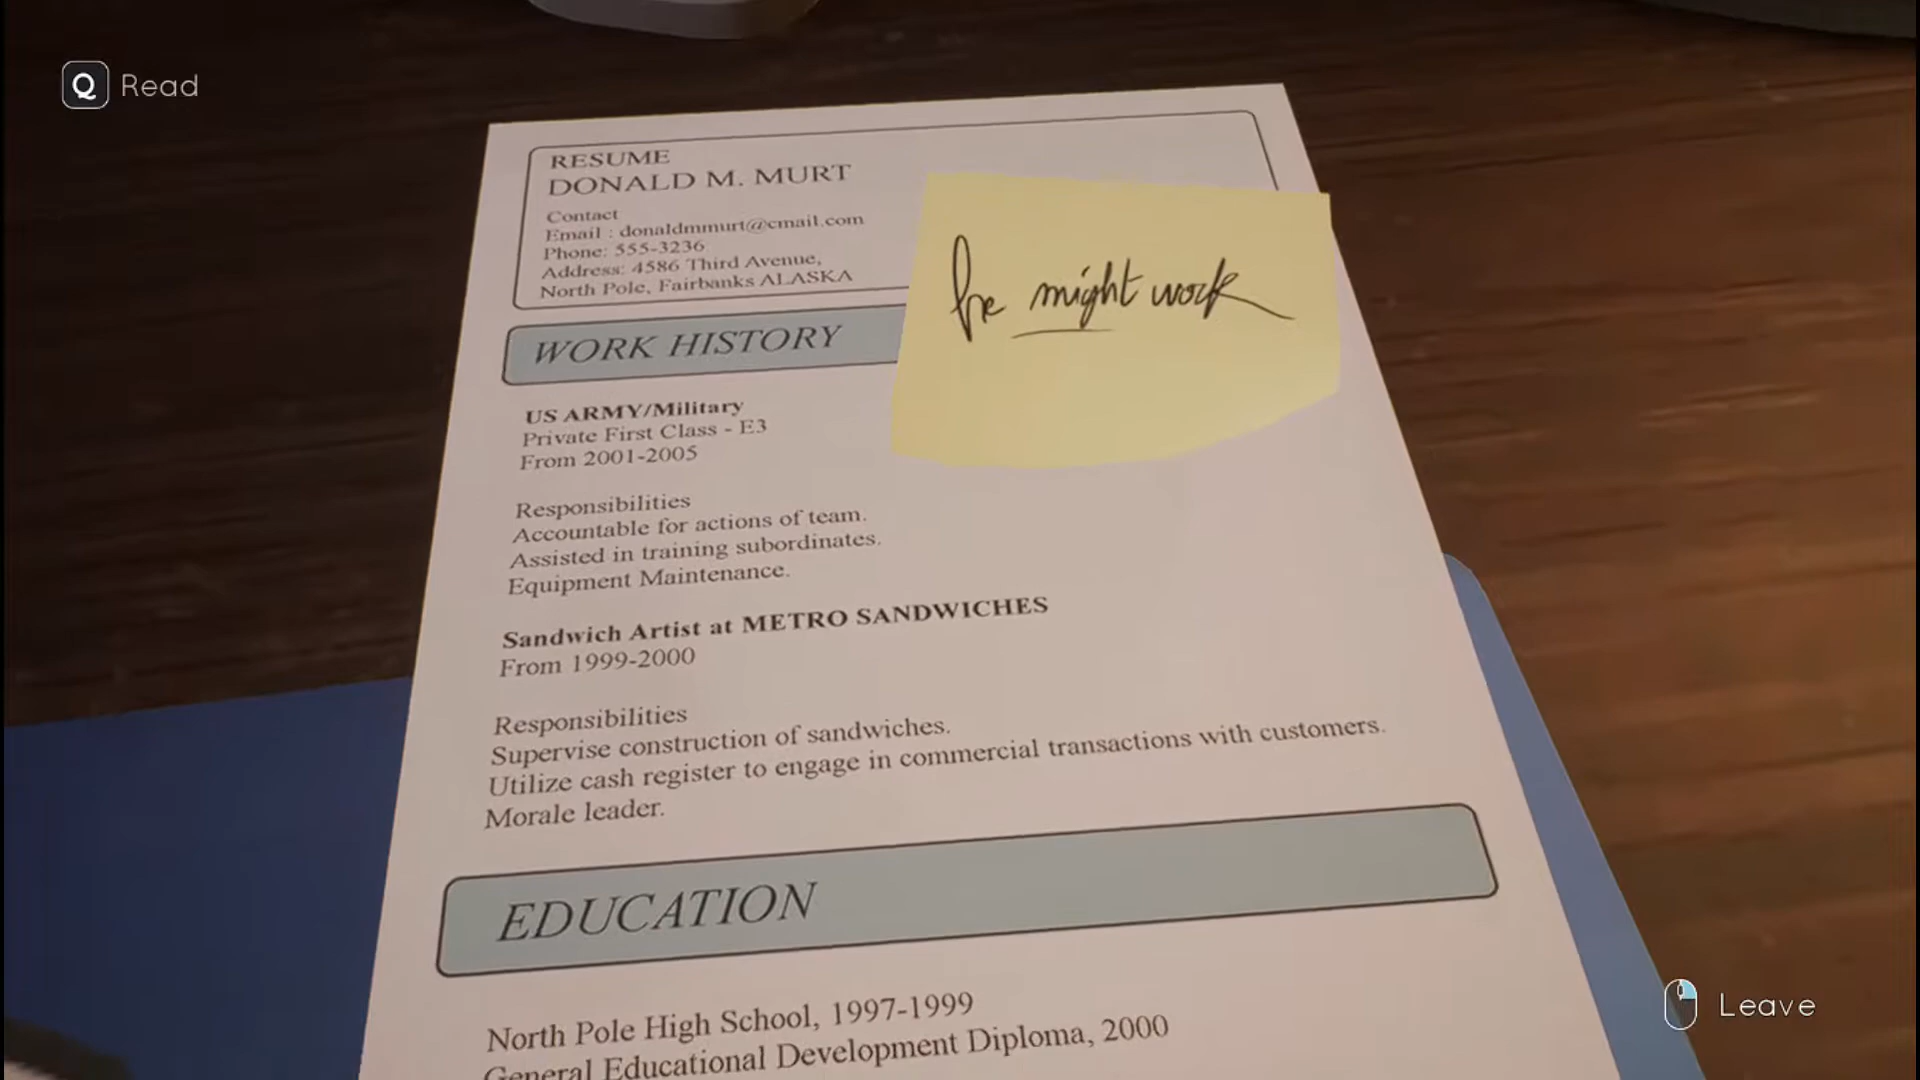 Q Read
RESUME
DONALD M. MURT
Contact
Email : donaldmmurt@cmail.com
Phone: 555-3236
Address: 4586 Third Avenue,
North Pole, Fairbanks ALASKA
he might work
WORK HISTORY
US ARMY/Military
Private First Class - E3
From 2001-2005
Responsibilities
Accountable for actions of team.
Assisted in training subordinates.
Equipment Maintenance.
Sandwich Artist at METRO SANDWICHES
From 1999-2000
Responsibilities
Supervise construction of sandwiches.
Utilize cash register to engage in commercial transactions with customers.
Morale leader.
EDUCATION
North Pole High School, 1997-1999
General Educational Development Diploma, 2000
Leave